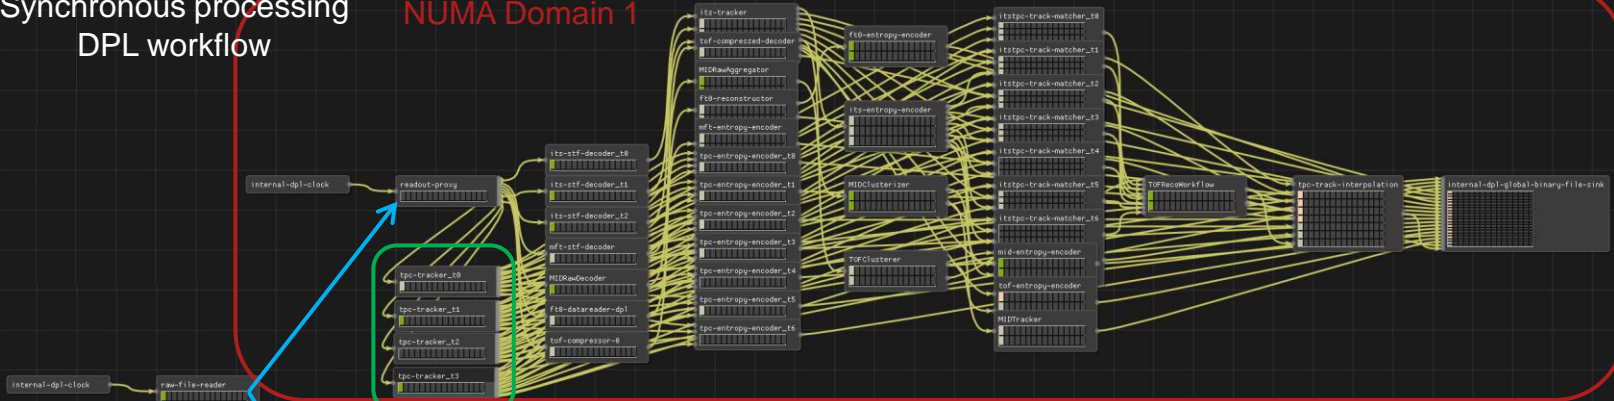 Synchronous processing
DPL workflow
NUMA Domain 1
internal-dpl-clock
raw-file-reader
internal-dpl-clock
readout-proxy
tpc-tracker_t0
tpc-tracker_t1
tpc-tracker_t2
tpc-tracker_t3
its-stf-decoder_t0
its-stf-decoder_t1
its-stf-decoder_t2
mft-stf-decoder
MIDRawDecoder
ft0-datareader-dpl
tof-compressor-0
its-tracker
tof-compressed-decoder
MIDRawAggregator
ft0-reconstructor
mft-entropy-encoder
tpc-entropy-encoder_t0
tpc-entropy-encoder_t1
tpc-entropy-encoder_t2
tpc-entropy-encoder_t3
tpc-entropy-encoder_t4
tpc-entropy-encoder_t5
tpc-entropy-encoder_t6
ft0-entropy-encoder
its-entropy-encoder
MIDClusterizer
TOFClusterer
itstpc-track-matcher_t0
itstpc-track-matcher_t1
itstpc-track-matcher_t2
itstpc-track-matcher_t3
itstpc-track-matcher_t4
itstpc-track-matcher_t5
itstpc-track-matcher_t6
mid-entropy-encoder
tof-entropy-encoder
MIDTracker
TOFRecoWorkflow
tpc-track-interpolation
internal-dpl-global-binary-file-sink